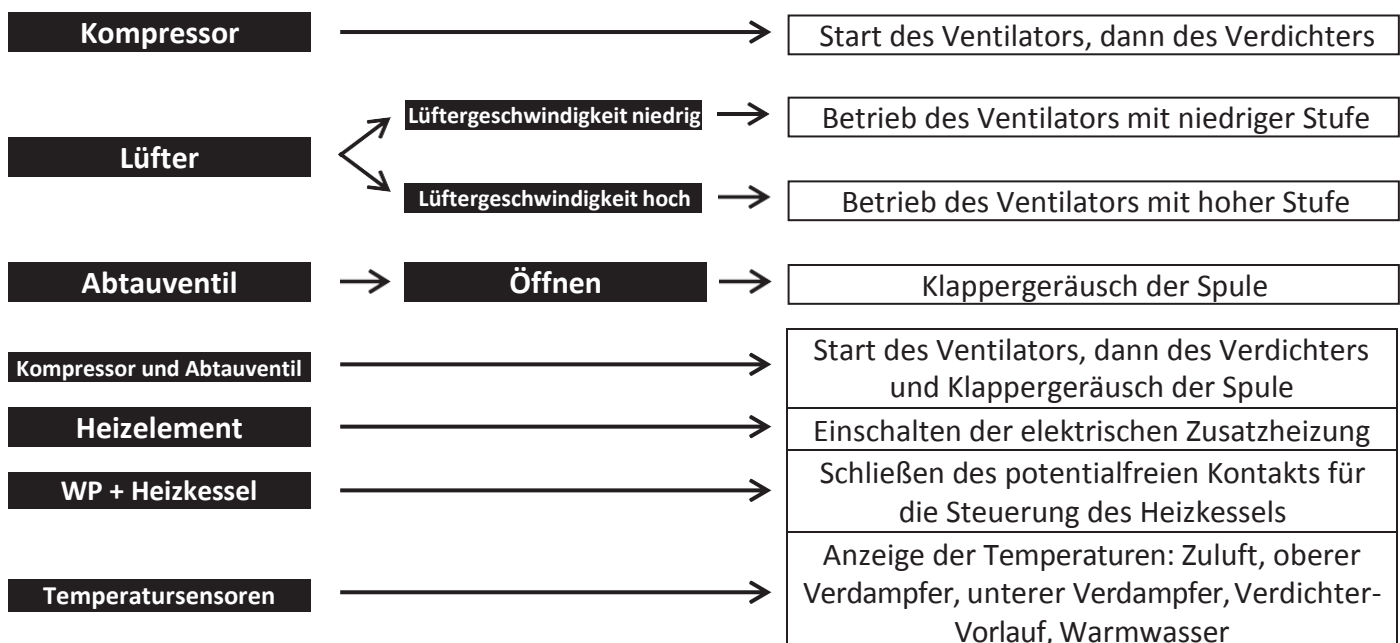 Kompressor
Start des Ventilators, dann des Verdichters
Lüfter
Lüftergeschwindigkeit niedrig
Betrieb des Ventilators mit niedriger Stufe
Lüftergeschwindigkeit hoch
Betrieb des Ventilators mit hoher Stufe
Abtauventil
Öffnen
Klappergeräusch der Spule
Kompressor und Abtauventil
Start des Ventilators, dann des Verdichters
und Klappergeräusch der Spule
Heizelement
Einschalten der elektrischen Zusatzheizung
WP + Heizkessel
Schließen des potentialfreien Kontakts für
die Steuerung des Heizkessels
Temperatursensoren
Anzeige der Temperaturen: Zuluft, oberer
Verdampfer, unterer Verdampfer, Verdichter-
Vorlauf, Warmwasser